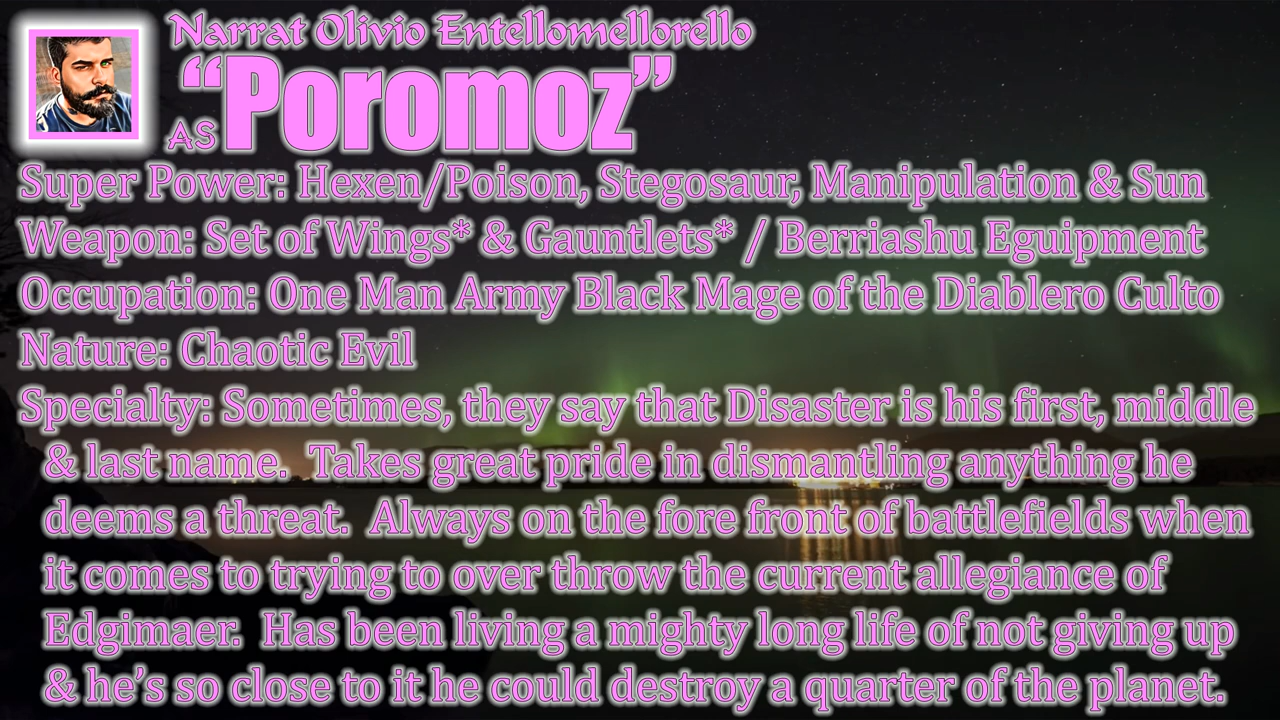 Narrat Olivio Entellomellorello
AS “Poromoz”
Super Power: Hexen/Poison, Stegosaur, Manipulation & Sun
Weapon: Set of Wings* & Gauntlets* / Berriashu Eguipment
Occupation: One Man Army Black Mage of the Diablero Culto
Nature: Chaotic Evil
Specialty: Sometimes, they say that Disaster is his first, middle
& last name.  Takes great pride in dismantling anything he
deems a threat.  Always on the fore front of battlefields when
it comes to trying to over throw the current allegiance of
Edgimaer.  Has been living a mighty long life of not giving up
& he’s so close to it he could destroy a quarter of the planet.